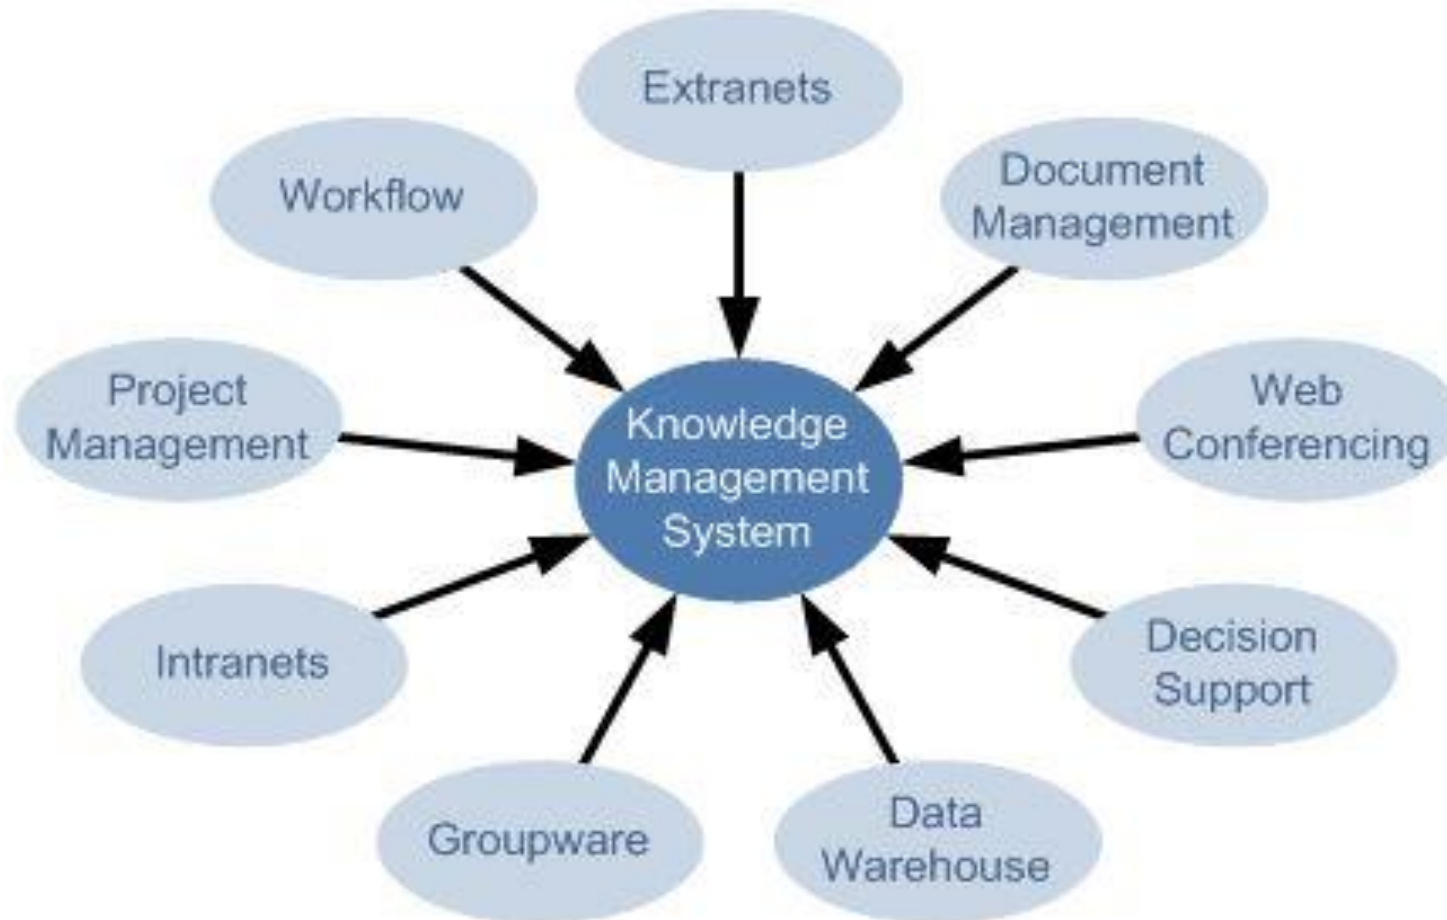 Extranets
Workflow
Document
Management
Project
Management
Knowledge
Management
System
Web
Conferencing
Intranets
Decision
Support
Groupware
Data
Warehouse